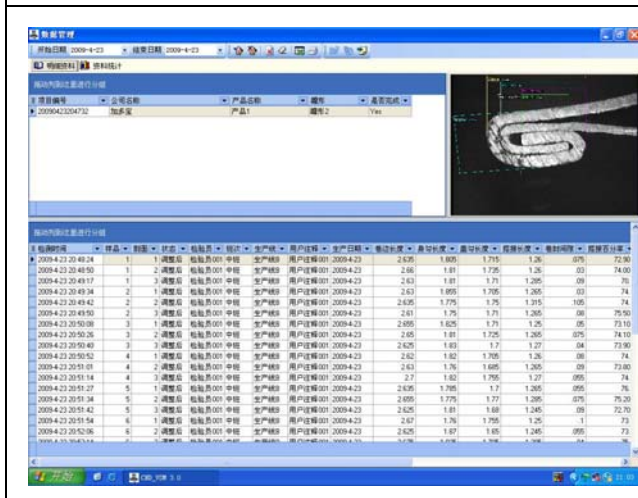 数据管理
开始日期 2009-4-23 结束日期 2009-4-23
明细资料 资料统计
拖动列到这里进行分组
项目编号 公司名称 产品名称 罐形 是否完成
20090423204732 加多宝 产品1 罐形2 Yes
拖动列到这里进行分组
检测时间 样品 剖面 状态 检验员 班次 生产线 用户注释 生产日期 卷边长度 身钩长度 盖钩长度 搭接长度 卷封间隙 搭接百分率
2009-4-23 20:48:24 1 1 调整后 检验员001 中班 生产线9 用户注释001 2009-4-23 2.635 1.805 1.715 1.26 .075 72.90
2009-4-23 20:48:50 1 2 调整后 检验员001 中班 生产线9 用户注释001 2009-4-23 2.66 1.81 1.735 1.26 .03 74.00
2009-4-23 20:49:17 1 3 调整后 检验员001 中班 生产线9 用户注释001 2009-4-23 2.63 1.81 1.71 1.285 .09 70.
2009-4-23 20:49:34 2 1 调整后 检验员001 中班 生产线9 用户注释001 2009-4-23 2.63 1.855 1.705 1.265 .03 74.
2009-4-23 20:49:42 2 2 调整后 检验员001 中班 生产线9 用户注释001 2009-4-23 2.635 1.775 1.75 1.315 .105 74.
2009-4-23 20:49:50 2 3 调整后 检验员001 中班 生产线9 用户注释001 2009-4-23 2.61 1.75 1.71 1.265 .08 75.50
2009-4-23 20:50:08 3 1 调整后 检验员001 中班 生产线9 用户注释001 2009-4-23 2.655 1.825 1.71 1.25 .05 73.10
2009-4-23 20:50:26 3 2 调整后 检验员001 中班 生产线9 用户注释001 2009-4-23 2.65 1.81 1.725 1.265 .075 74.10
2009-4-23 20:50:40 3 3 调整后 检验员001 中班 生产线9 用户注释001 2009-4-23 2.625 1.83 1.7 1.27 .04 73.90
2009-4-23 20:50:52 4 1 调整后 检验员001 中班 生产线9 用户注释001 2009-4-23 2.62 1.82 1.705 1.26 .08 74.
2009-4-23 20:51:01 4 2 调整后 检验员001 中班 生产线9 用户注释001 2009-4-23 2.63 1.76 1.685 1.265 .09 73.80
2009-4-23 20:51:14 4 3 调整后 检验员001 中班 生产线9 用户注释001 2009-4-23 2.7 1.82 1.755 1.27 .055 74.
2009-4-23 20:51:27 5 1 调整后 检验员001 中班 生产线9 用户注释001 2009-4-23 2.635 1.785 1.7 1.265 .095 76.
2009-4-23 20:51:34 5 2 调整后 检验员001 中班 生产线9 用户注释001 2009-4-23 2.655 1.775 1.77 1.285 .075 75.20
2009-4-23 20:51:42 5 3 调整后 检验员001 中班 生产线9 用户注释001 2009-4-23 2.625 1.81 1.68 1.245 .09 72.70
2009-4-23 20:51:54 6 1 调整后 检验员001 中班 生产线9 用户注释001 2009-4-23 2.67 1.76 1.755 1.25 .1 73
2009-4-23 20:52:06 6 2 调整后 检验员001 中班 生产线9 用户注释001 2009-4-23 2.625 1.87 1.65 1.245 .055 73.
开始 3.0 11:03